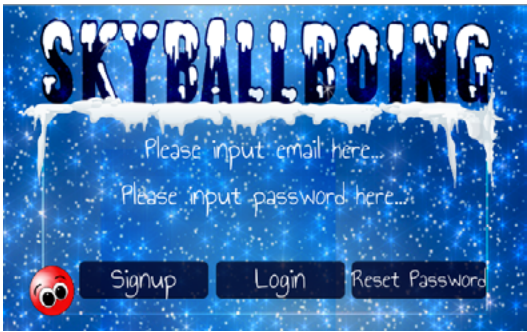 SKYBALLBOING
Please input email here...
Please input password here...
Signup Login Reset Password